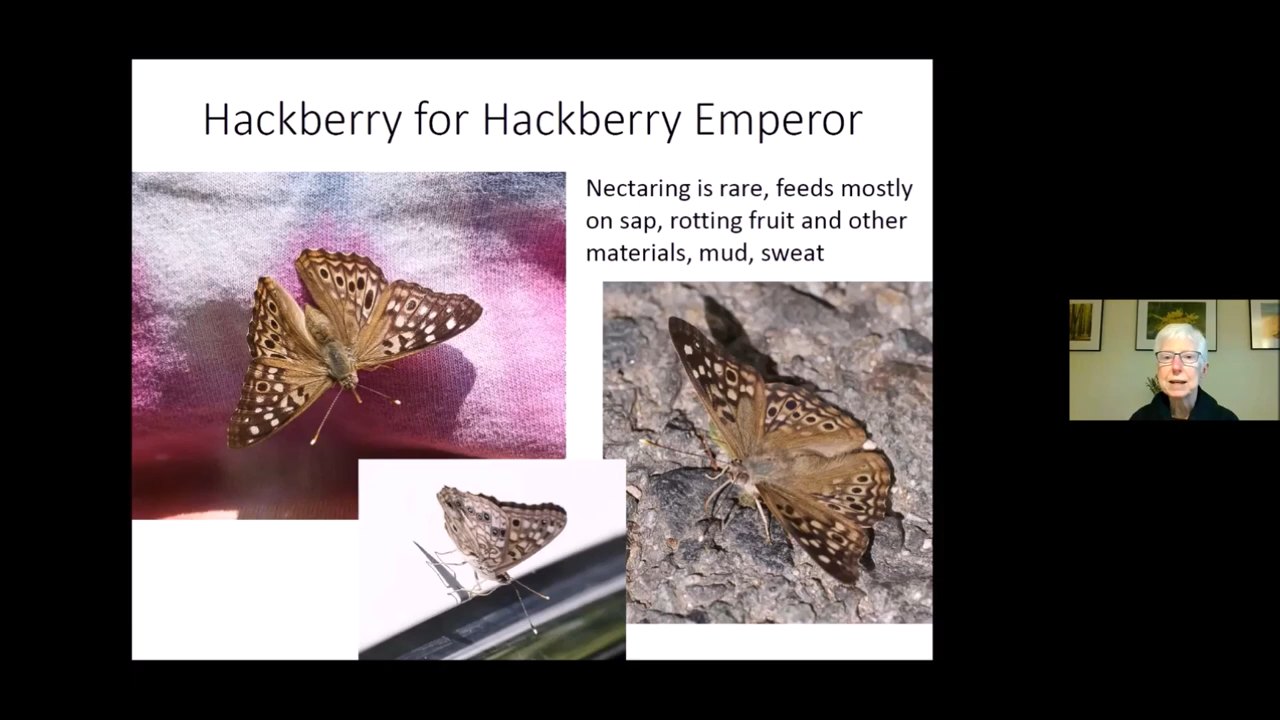 Hackberry for Hackberry Emperor
Nectaring is rare, feeds mostly
on sap, rotting fruit and other
materials, mud, sweat